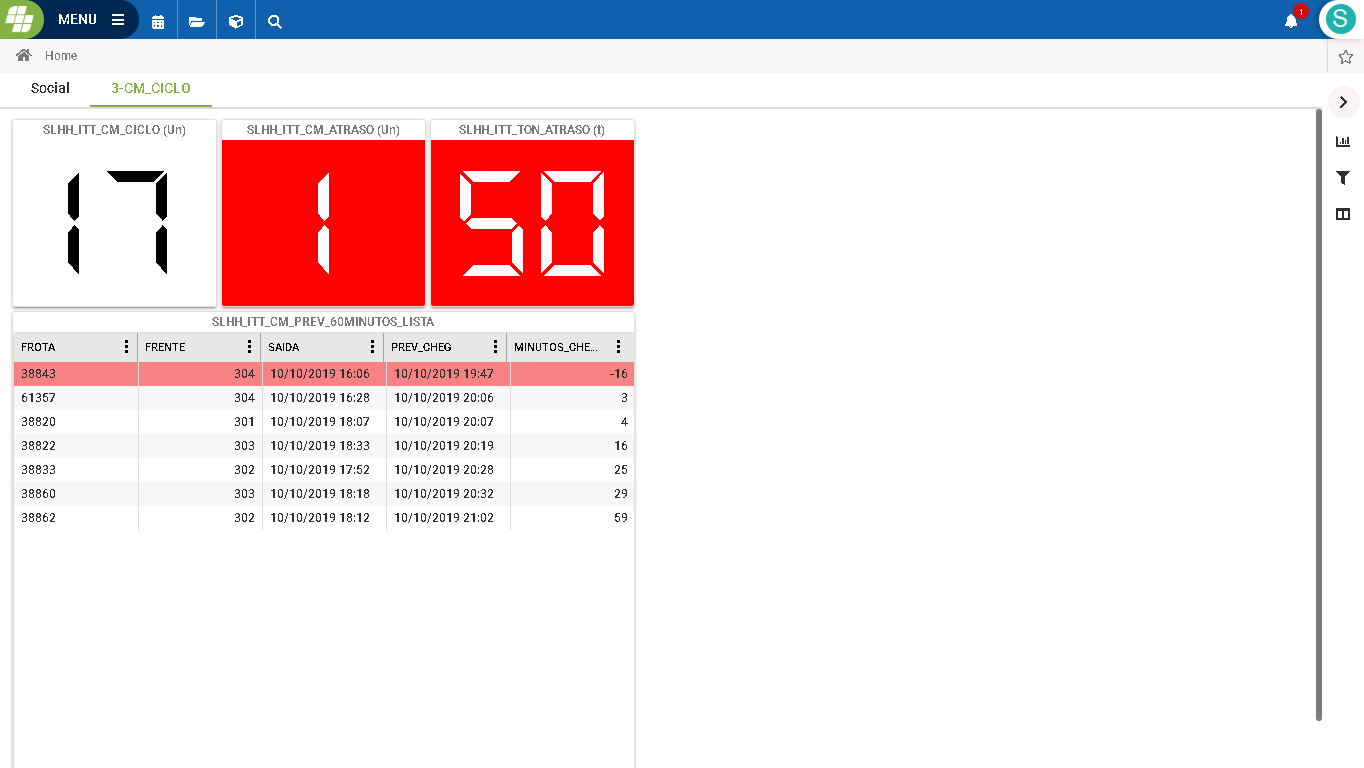 MENU
1
S
Home
Social 3-CM_CICLO
SLHH_ITT_CM_CICLO (Un) SLHH_ITT_CM_ATRASO (Un) SLHH_ITT_TON_ATRASO (t)
17 1 50
SLHH_ITT_CM_PREV_60MINUTOS_LISTA
FROTA FRENTE SAIDA PREV_CHEG MINUTOS_CHE...
38843 304 10/10/2019 16:06 10/10/2019 19:47 -16
61357 304 10/10/2019 16:28 10/10/2019 20:06 3
38820 301 10/10/2019 18:07 10/10/2019 20:07 4
38822 303 10/10/2019 18:33 10/10/2019 20:19 16
38833 302 10/10/2019 17:52 10/10/2019 20:28 25
38860 303 10/10/2019 18:18 10/10/2019 20:32 29
38862 302 10/10/2019 18:12 10/10/2019 21:02 59